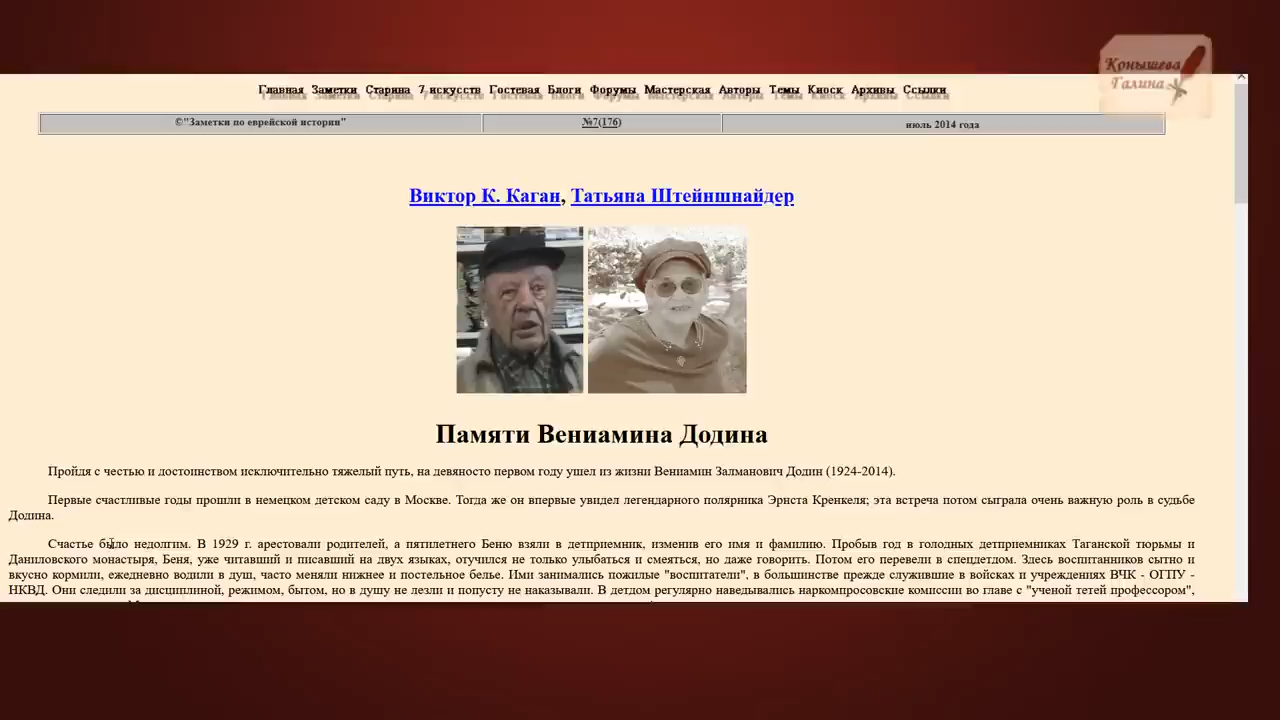 Конышева
Галина
Главная Заметки Старина 7 искусств Гостевая Блоги Форумы Мастерская Авторы Темы Киоск Архивы Ссылки
©"Заметки по еврейской истории" №7(176) июль 2014 года
Виктор К. Каган, Татьяна Штейншнайдер
Памяти Вениамина Додина
Пройдя с честью и достоинством исключительно тяжелый путь, на девяносто первом году ушел из жизни Вениамин Залманович Додин (1924-2014).
Первые счастливые годы прошли в немецком детском саду в Москве. Тогда же он впервые увидел легендарного полярника Эрнста Кренкеля; эта встреча потом сыграла очень важную роль в судьбе
Додина.
Счастье было недолгим. В 1929 г. арестовали родителей, а пятилетнего Беню взяли в детприемник, изменив его имя и фамилию. Пробыв год в голодных детприемниках Таганской тюрьмы и
Даниловского монастыря, Беня, уже читавший и писавший на двух языках, отучился не только улыбаться и смеяться, но даже говорить. Потом его перевели в спецдетдом. Здесь воспитанников сытно и
вкусно кормили, ежедневно водили в душ, часто меняли нижнее и постельное белье. Ими занимались пожилые "воспитатели", в большинстве прежде служившие в войсках и учреждениях ВЧК - ОГПУ -
НКВД. Они следили за дисциплиной, режимом, бытом, но в душу не лезли и попусту не наказывали. В детдом регулярно наведывались наркомпросовские комиссии во главе с "ученой тетей профессором",